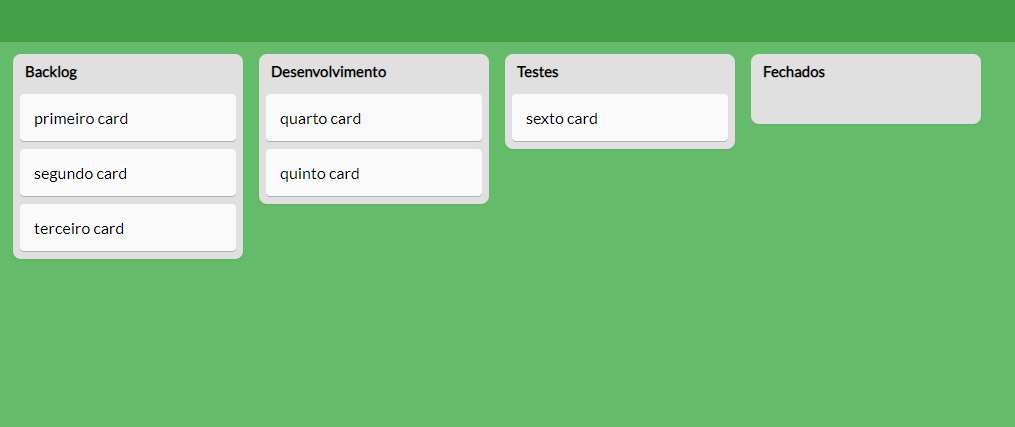 Backlog
primeiro card
segundo card
terceiro card
Desenvolvimento
quarto card
quinto card
Testes
sexto card
Fechados